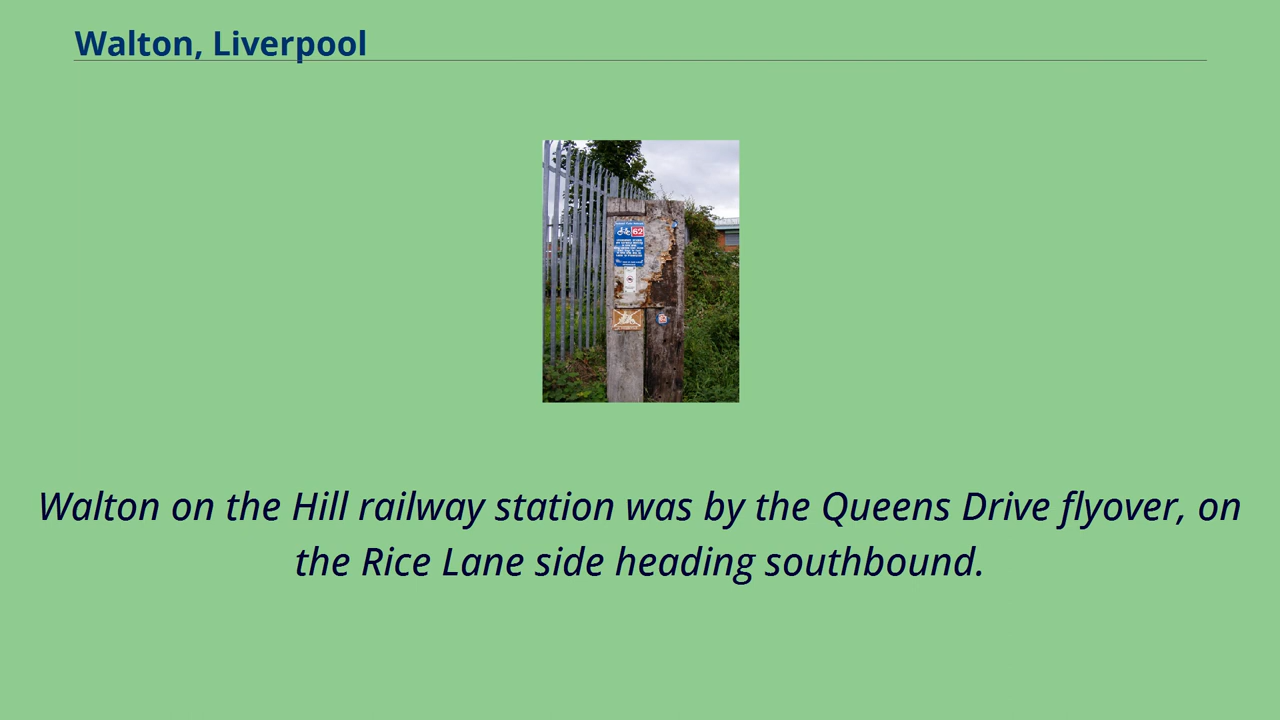 Walton, Liverpool
62
Walton on the Hill railway station was by the Queens Drive flyover, on
the Rice Lane side heading southbound.